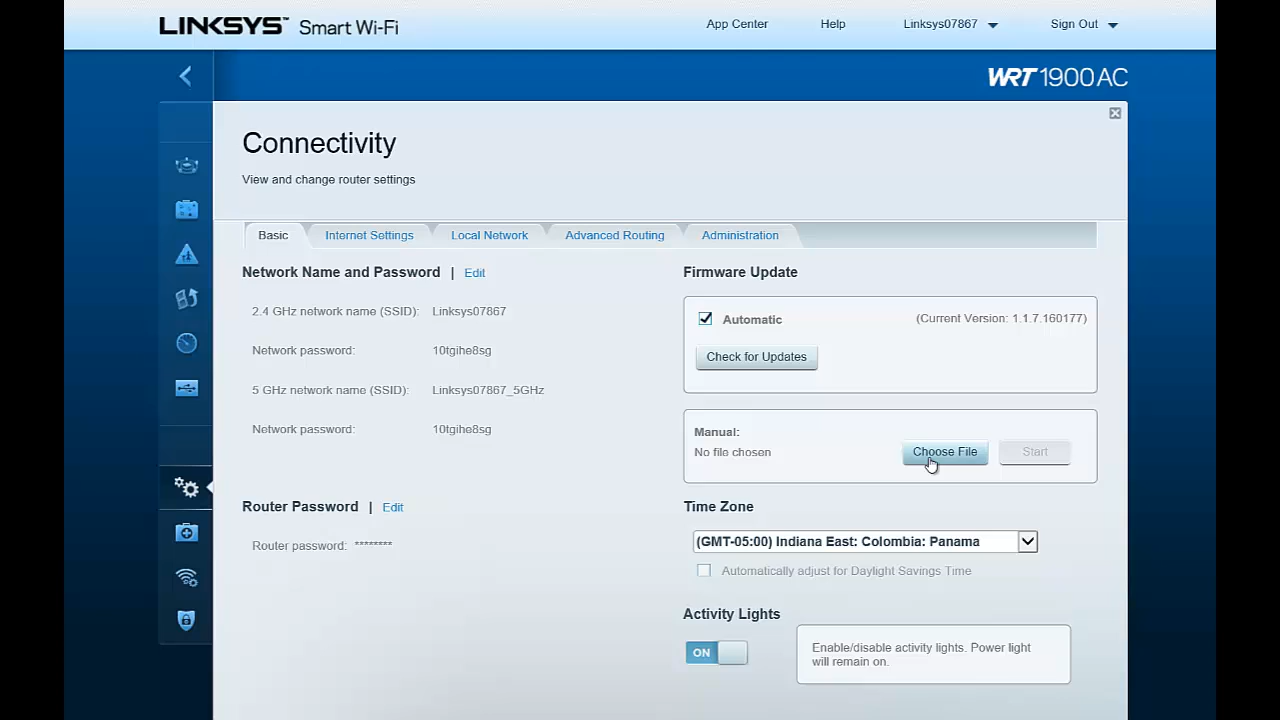 LINKSYS™ Smart Wi-Fi
App Center
Help
Linksys07867
Sign Out
WRT1900AC
Connectivity
View and change router settings
Basic
Internet Settings
Local Network
Advanced Routing
Administration
Network Name and Password | Edit
2.4 GHz network name (SSID): Linksys07867
Network password: 10tgihe8sg
5 GHz network name (SSID): Linksys07867_5GHz
Network password: 10tgihe8sg
Router Password | Edit
Router password: ********
Firmware Update
Automatic (Current Version: 1.1.7.160177)
Check for Updates
Manual:
No file chosen Choose File Start
Time Zone
(GMT-05:00) Indiana East: Colombia: Panama
Automatically adjust for Daylight Savings Time
Activity Lights
ON
Enable/disable activity lights. Power light
will remain on.